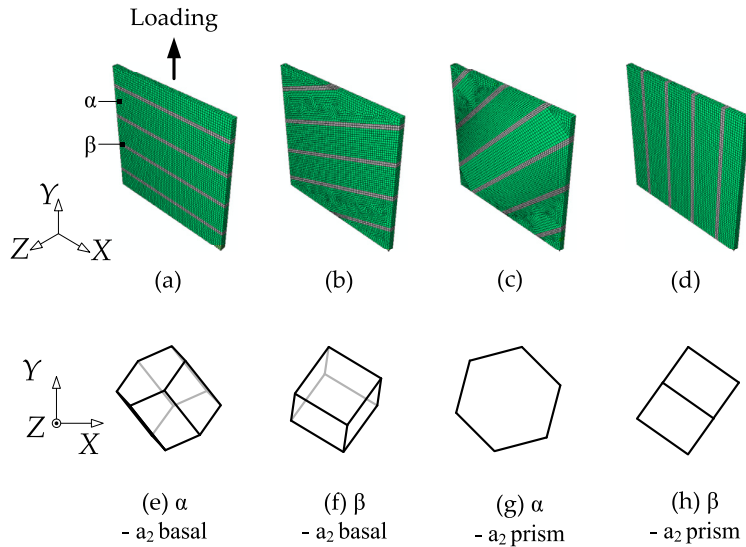 Loading
α
β
Y
Z
X
(a)
(b)
(c)
(d)
Y
Z
X
(e) α
- a₂ basal
(f) β
- a₂ basal
(g) α
- a₂ prism
(h) β
- a₂ prism